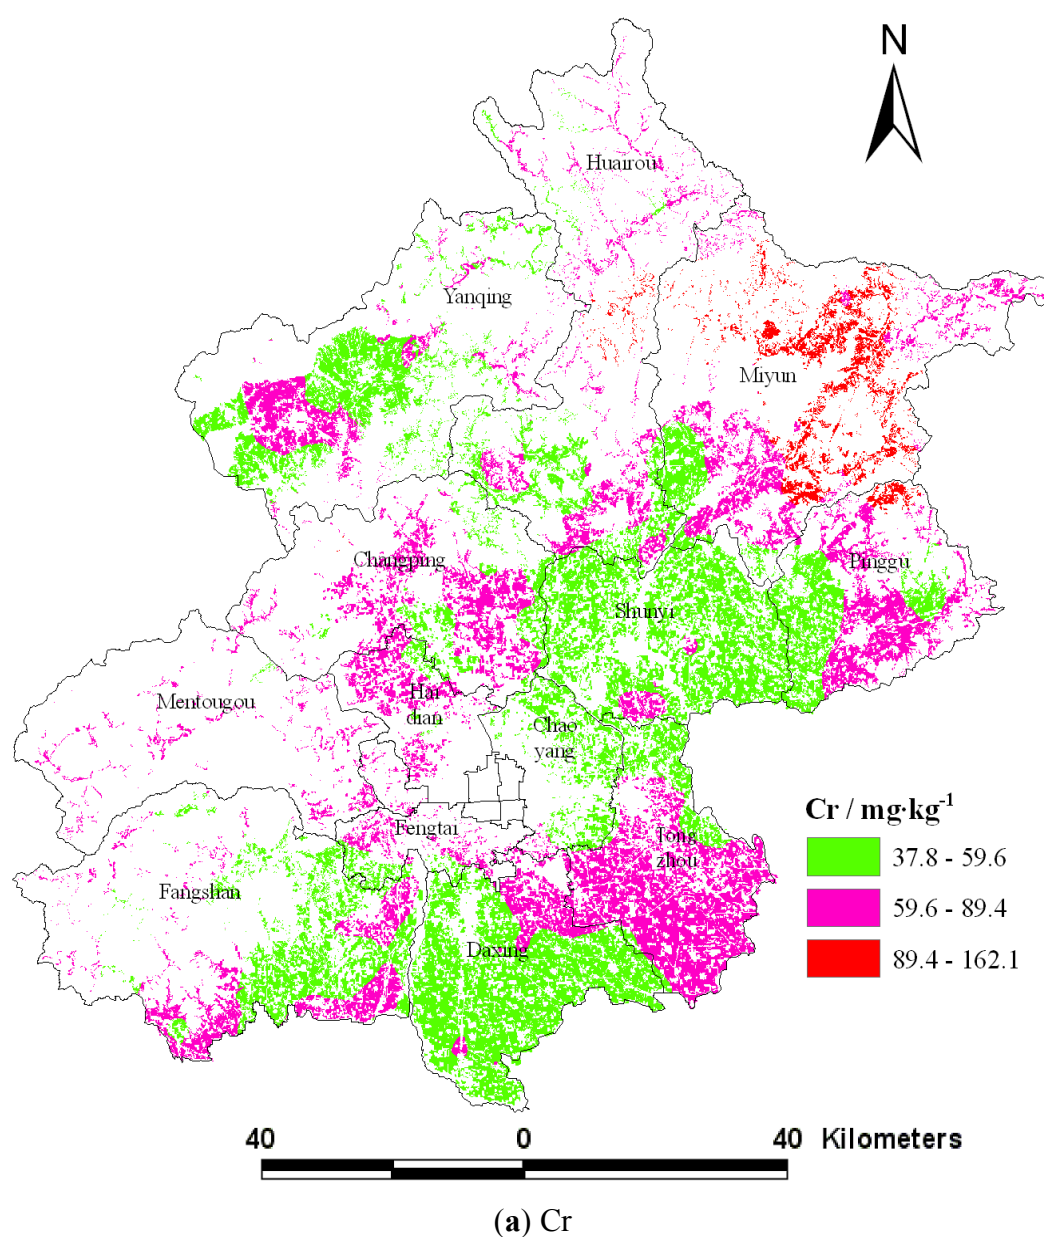 N
Huairou
Yanqing
Miyun
Changping
Pinggu
Shunyi
Mentougou
Hai
dian
Chao
yang
Cr / mg·kg-1
37.8 - 59.6
59.6 - 89.4
89.4 - 162.1
Fengtai
Tong
zhou
Fangshan
Daxing
40 0 40 Kilometers
(a) Cr